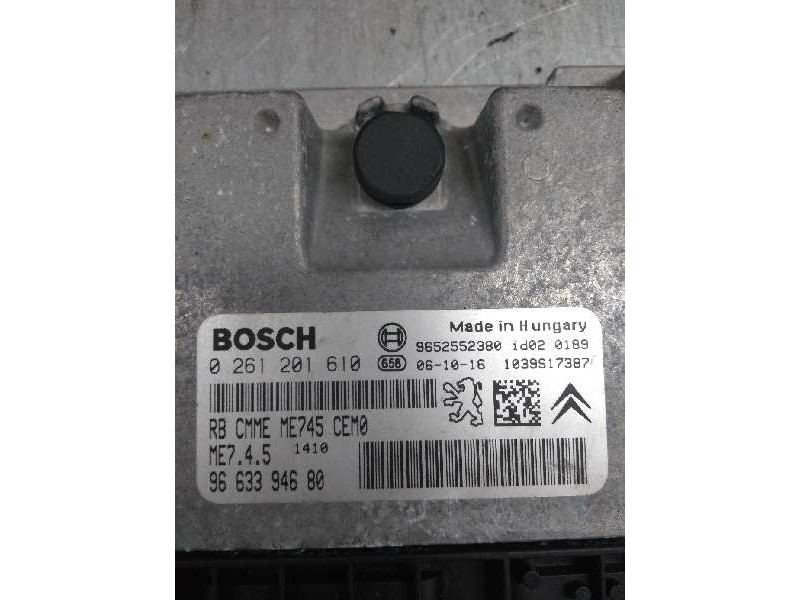 BOSCH
Made in Hungary
9652552380 id02 0189
0 261 201 610 656 06-10-16 1039S17387
RB CMME ME745 CEM0
ME7.4.5 1410
96 633 946 80